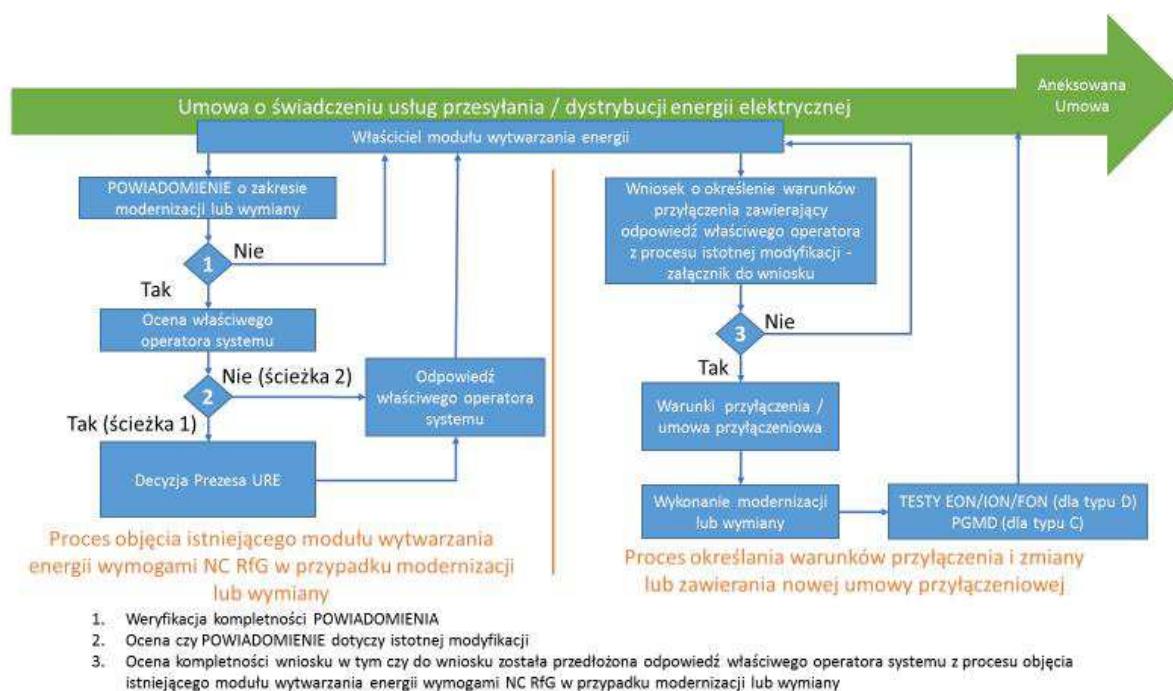 Aneksowana
Umowa
Umowa o świadczeniu usług przesyłania / dystrybucji energii elektrycznej
Właściciel modułu wytwarzania energii
POWIADOMIENIE o zakresie
modernizacji lub wymiany
1
Nie
Tak
Ocena właściwego
operatora systemu
2
Nie (ścieżka 2)
Tak (ścieżka 1)
Odpowiedź
właściwego operatora
systemu
Decyzja Prezesa URE
Proces objęcia istniejącego modułu wytwarzania
energii wymogami NC RfG w przypadku modernizacji
lub wymiany
Wniosek o określenie warunków
przyłączenia zawierający
odpowiedź właściwego operatora
z procesu istotnej modyfikacji -
załącznik do wniosku
3
Nie
Tak
Warunki przyłączenia /
umowa przyłączeniowa
Wykonanie modernizacji
lub wymiany
TESTY EON/ION/FON (dla typu D)
PGMD (dla typu C)
Proces określania warunków przyłączenia i zmiany
lub zawierania nowej umowy przyłączeniowej
1. Weryfikacja kompletności POWIADOMIENIA
2. Ocena czy POWIADOMIENIE dotyczy istotnej modyfikacji
3. Ocena kompletności wniosku w tym czy do wniosku została przedłożona odpowiedź właściwego operatora systemu z procesu objęcia
istniejącego modułu wytwarzania energii wymogami NC RfG w przypadku modernizacji lub wymiany